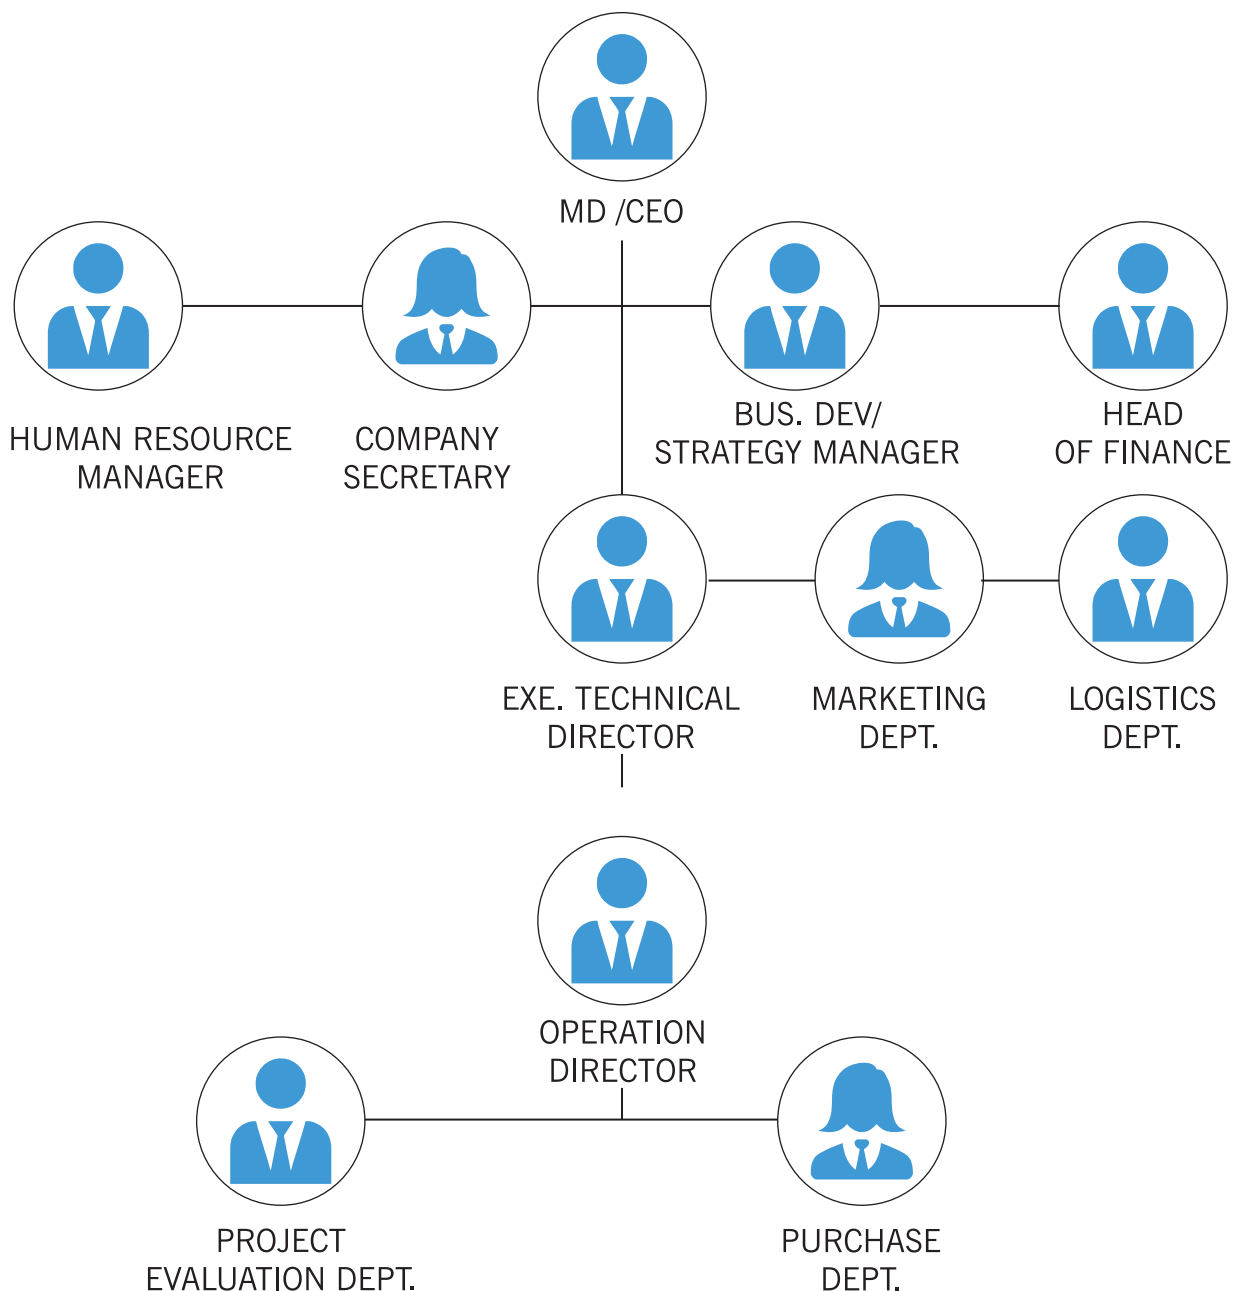 MD /CEO
HUMAN RESOURCE
MANAGER
COMPANY
SECRETARY
BUS. DEV/
STRATEGY MANAGER
HEAD
OF FINANCE
EXE. TECHNICAL
DIRECTOR
MARKETING
DEPT.
LOGISTICS
DEPT.
OPERATION
DIRECTOR
PROJECT
EVALUATION DEPT.
PURCHASE
DEPT.